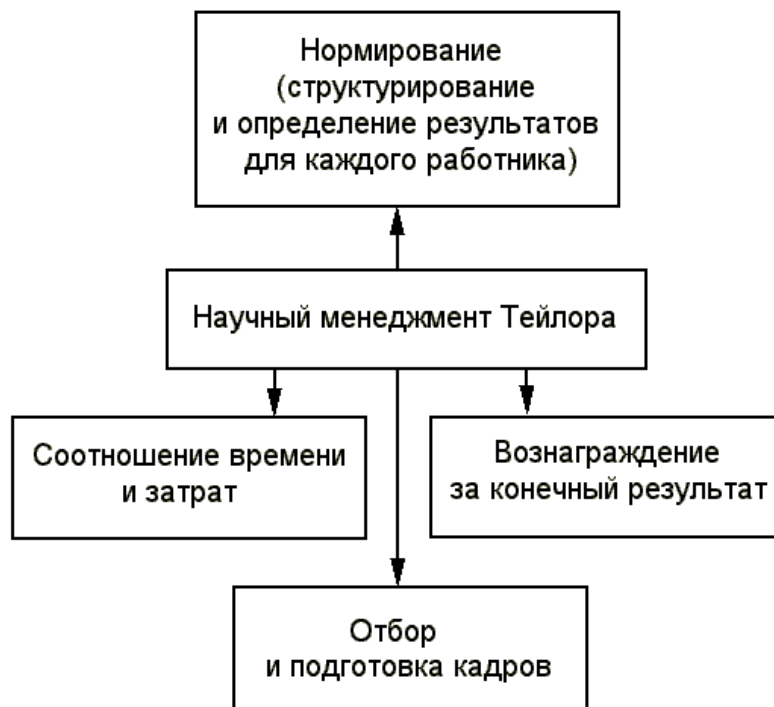 Нормирование
(структурирование
и определение результатов
для каждого работника)
Научный менеджмент Тейлора
Соотношение времени
и затрат
Вознаграждение
за конечный результат
Отбор
и подготовка кадров